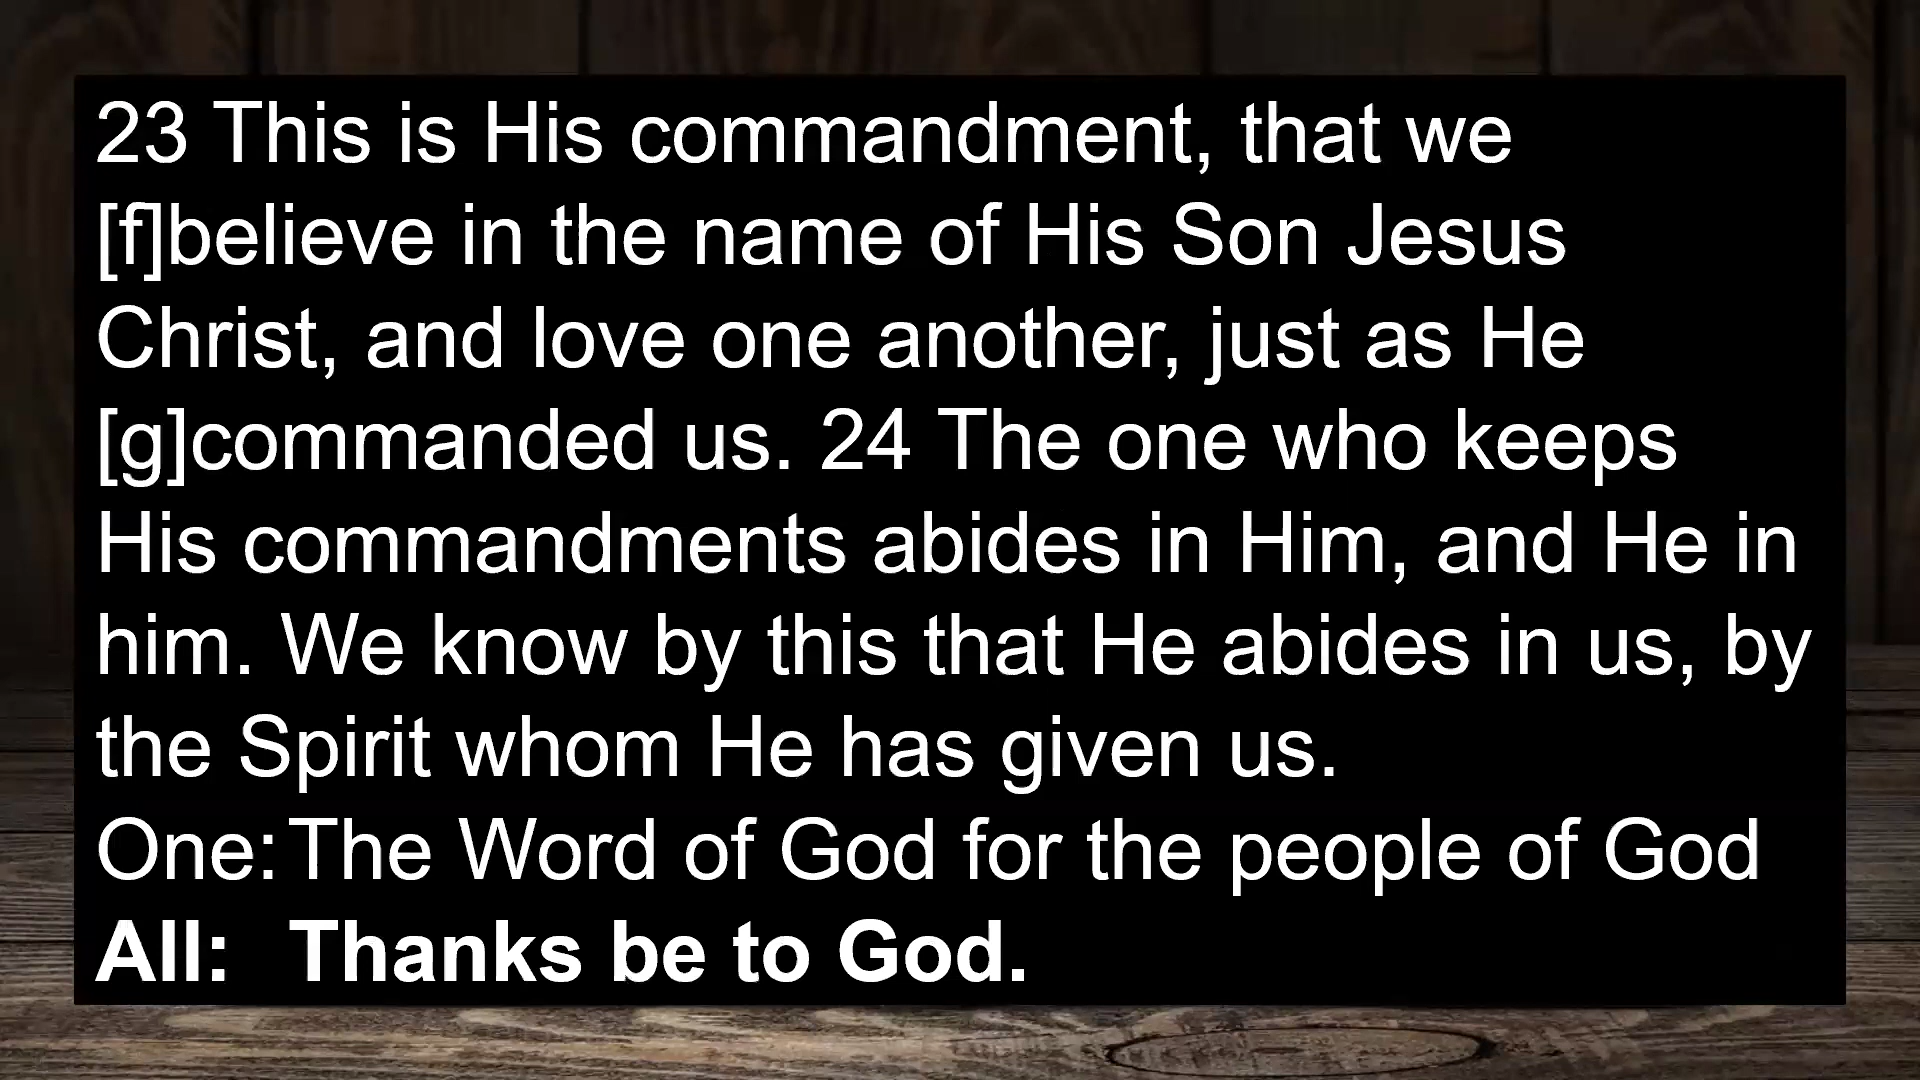 23 This is His commandment, that we
[f]believe in the name of His Son Jesus
Christ, and love one another, just as He
[g]commanded us. 24 The one who keeps
His commandments abides in Him, and He in
him. We know by this that He abides in us, by
the Spirit whom He has given us.
One: The Word of God for the people of God
All: Thanks be to God.